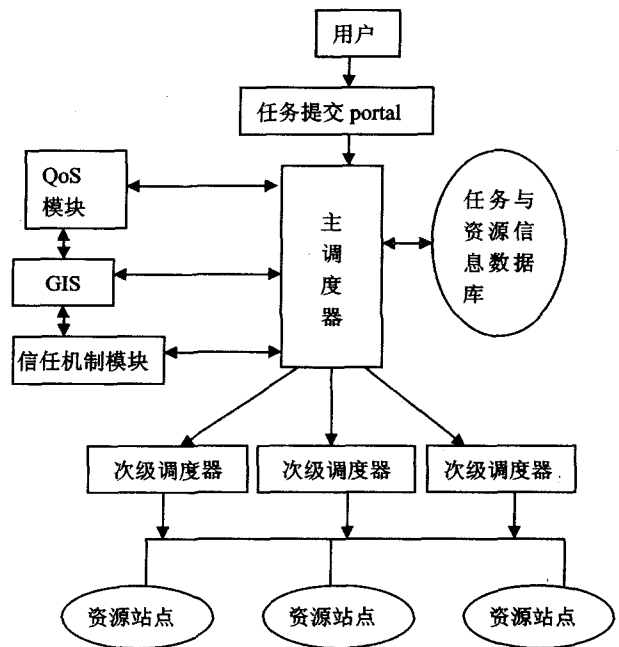 用户
任务提交 portal
QoS
模块
GIS
信任机制模块
主
调
度
器
任务与
资源信
息数据
库
次级调度器
次级调度器
次级调度器
资源站点
资源站点
资源站点